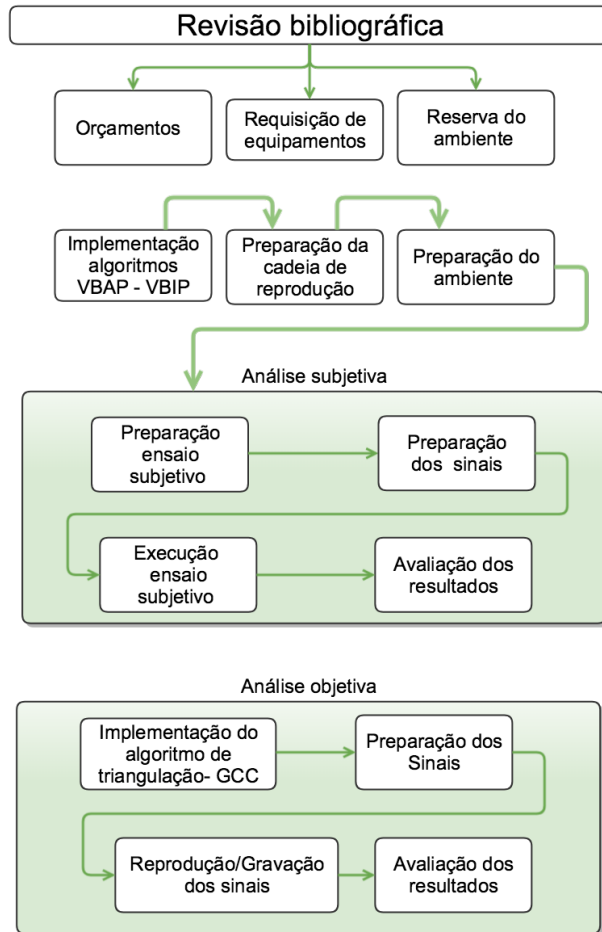 Revisão bibliográfica
Orçamentos
Requisição de
equipamentos
Reserva do
ambiente
Implementação
algoritmos
VBAP - VBIP
Preparação da
cadeia de
reprodução
Preparação do
ambiente
Análise subjetiva
Preparação
ensaio
subjetivo
Preparação
dos sinais
Execução
ensaio
subjetivo
Avaliação dos
resultados
Análise objetiva
Implementação do
algoritmo de
triangulação- GCC
Preparação dos
Sinais
Reprodução/Gravação
dos sinais
Avaliação dos
resultados